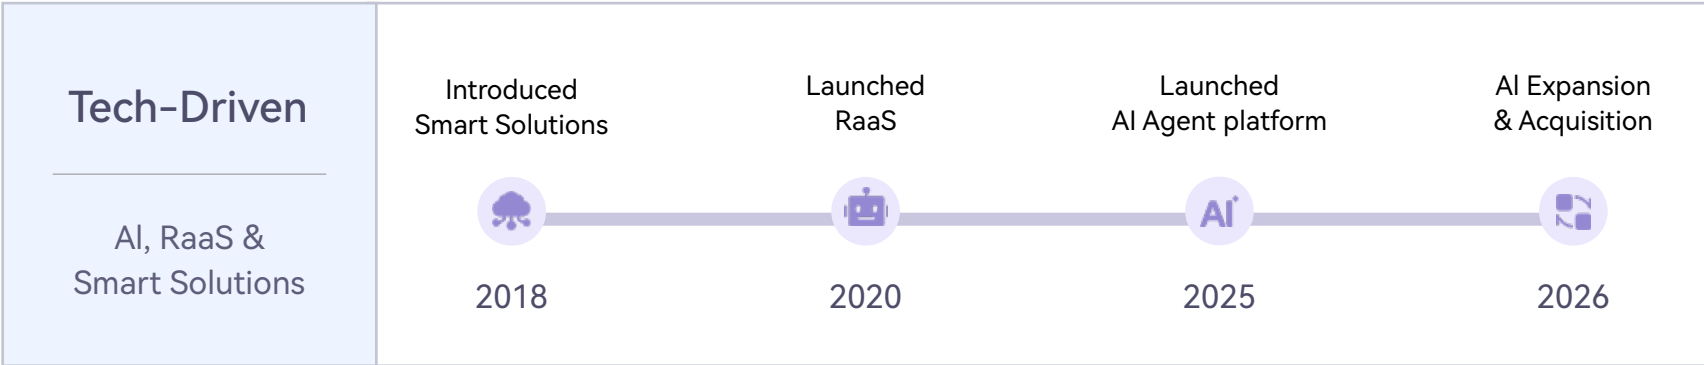 Tech-Driven
AI, RaaS &
Smart Solutions
Introduced
Smart Solutions
2018
Launched
RaaS
2020
Launched
AI Agent platform
AI
2025
AI Expansion
& Acquisition
2026